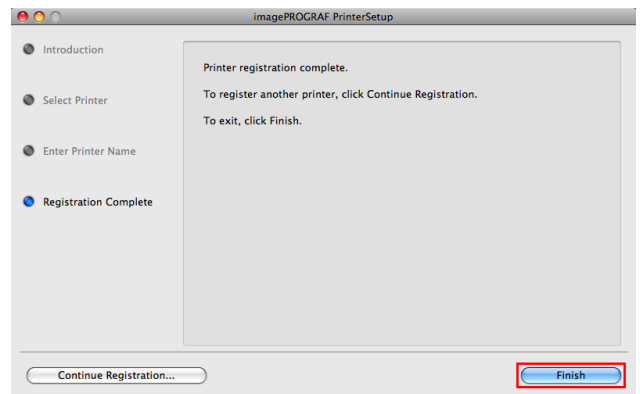 imagePROGRAF PrinterSetup
Introduction
Select Printer
Enter Printer Name
Registration Complete
Printer registration complete.
To register another printer, click Continue Registration.
To exit, click Finish.
Continue Registration...
Finish